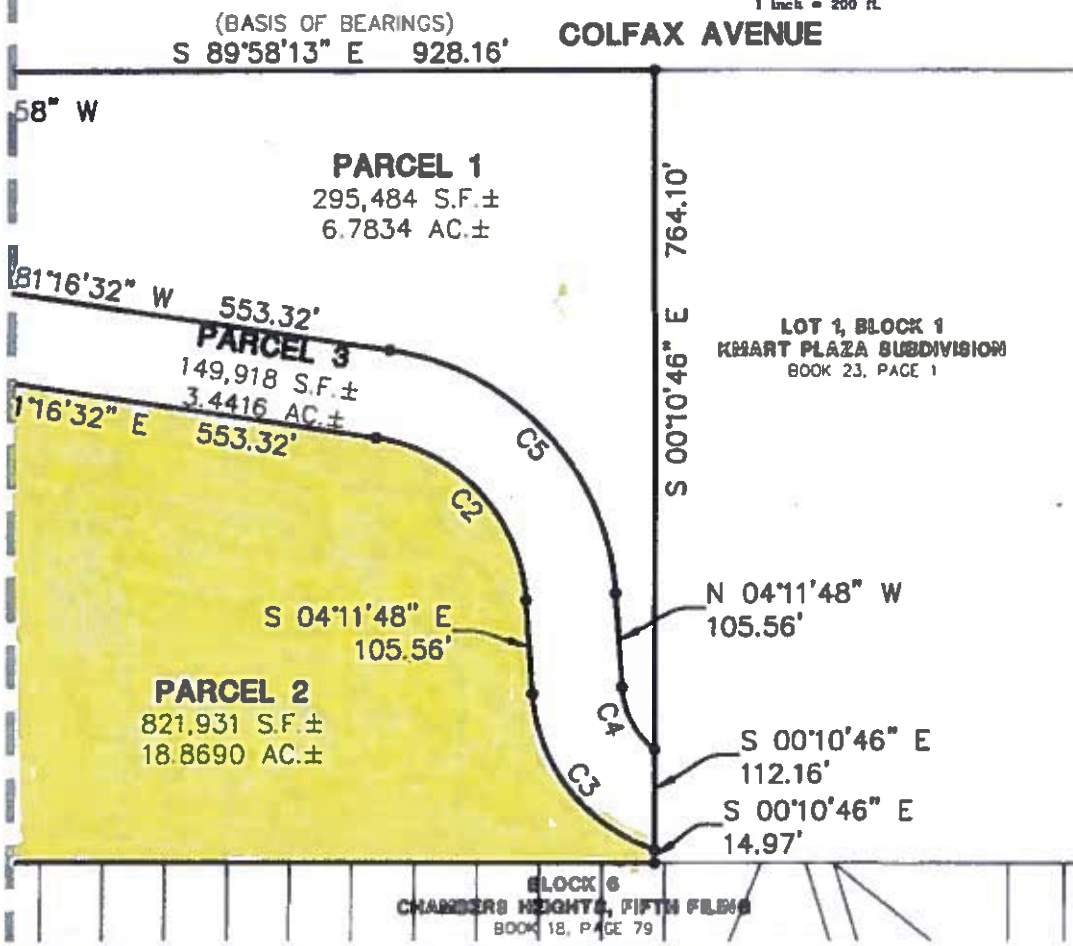 1 inch = 200 ft.
(BASIS OF BEARINGS)
S 89°58'13" E 928.16'
COLFAX AVENUE
58" W
PARCEL 1
295,484 S.F.±
6.7834 AC.±
S 00°10'46" E 764.10'
81°16'32" W 553.32'
PARCEL 3
149,918 S.F.±
3.4416 AC.±
1°16'32" E 553.32'
LOT 1, BLOCK 1
KMART PLAZA SUBDIVISION
BOOK 23, PAGE 1
C5
C2
S 04°11'48" E
105.56'
N 04°11'48" W
105.56'
PARCEL 2
821,931 S.F.±
18.8690 AC.±
C4
C3
S 00°10'46" E
112.16'
S 00°10'46" E
14.97'
BLOCK 6
CHAMBERS HEIGHTS, FIFTH FILING
BOOK 18, PAGE 79